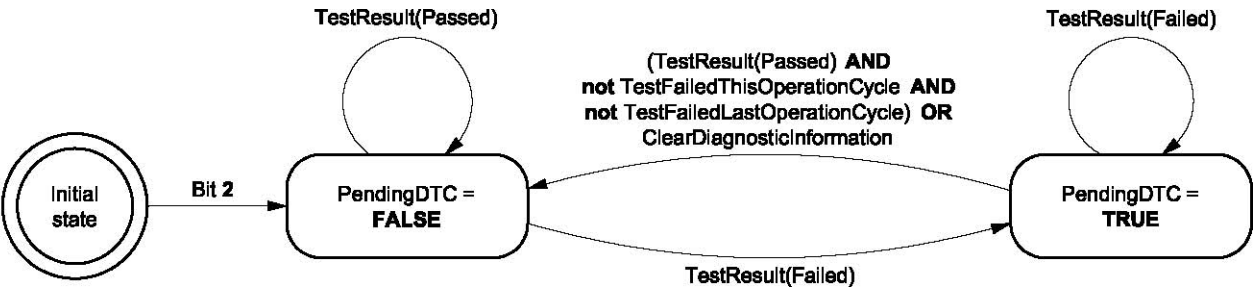 TestResult(Passed)
TestResult(Failed)
(TestResult(Passed) AND
not TestFailedThisOperationCycle AND
not TestFailedLastOperationCycle) OR
ClearDiagnosticInformation
Initial
state
Bit 2
PendingDTC =
FALSE
PendingDTC =
TRUE
TestResult(Failed)